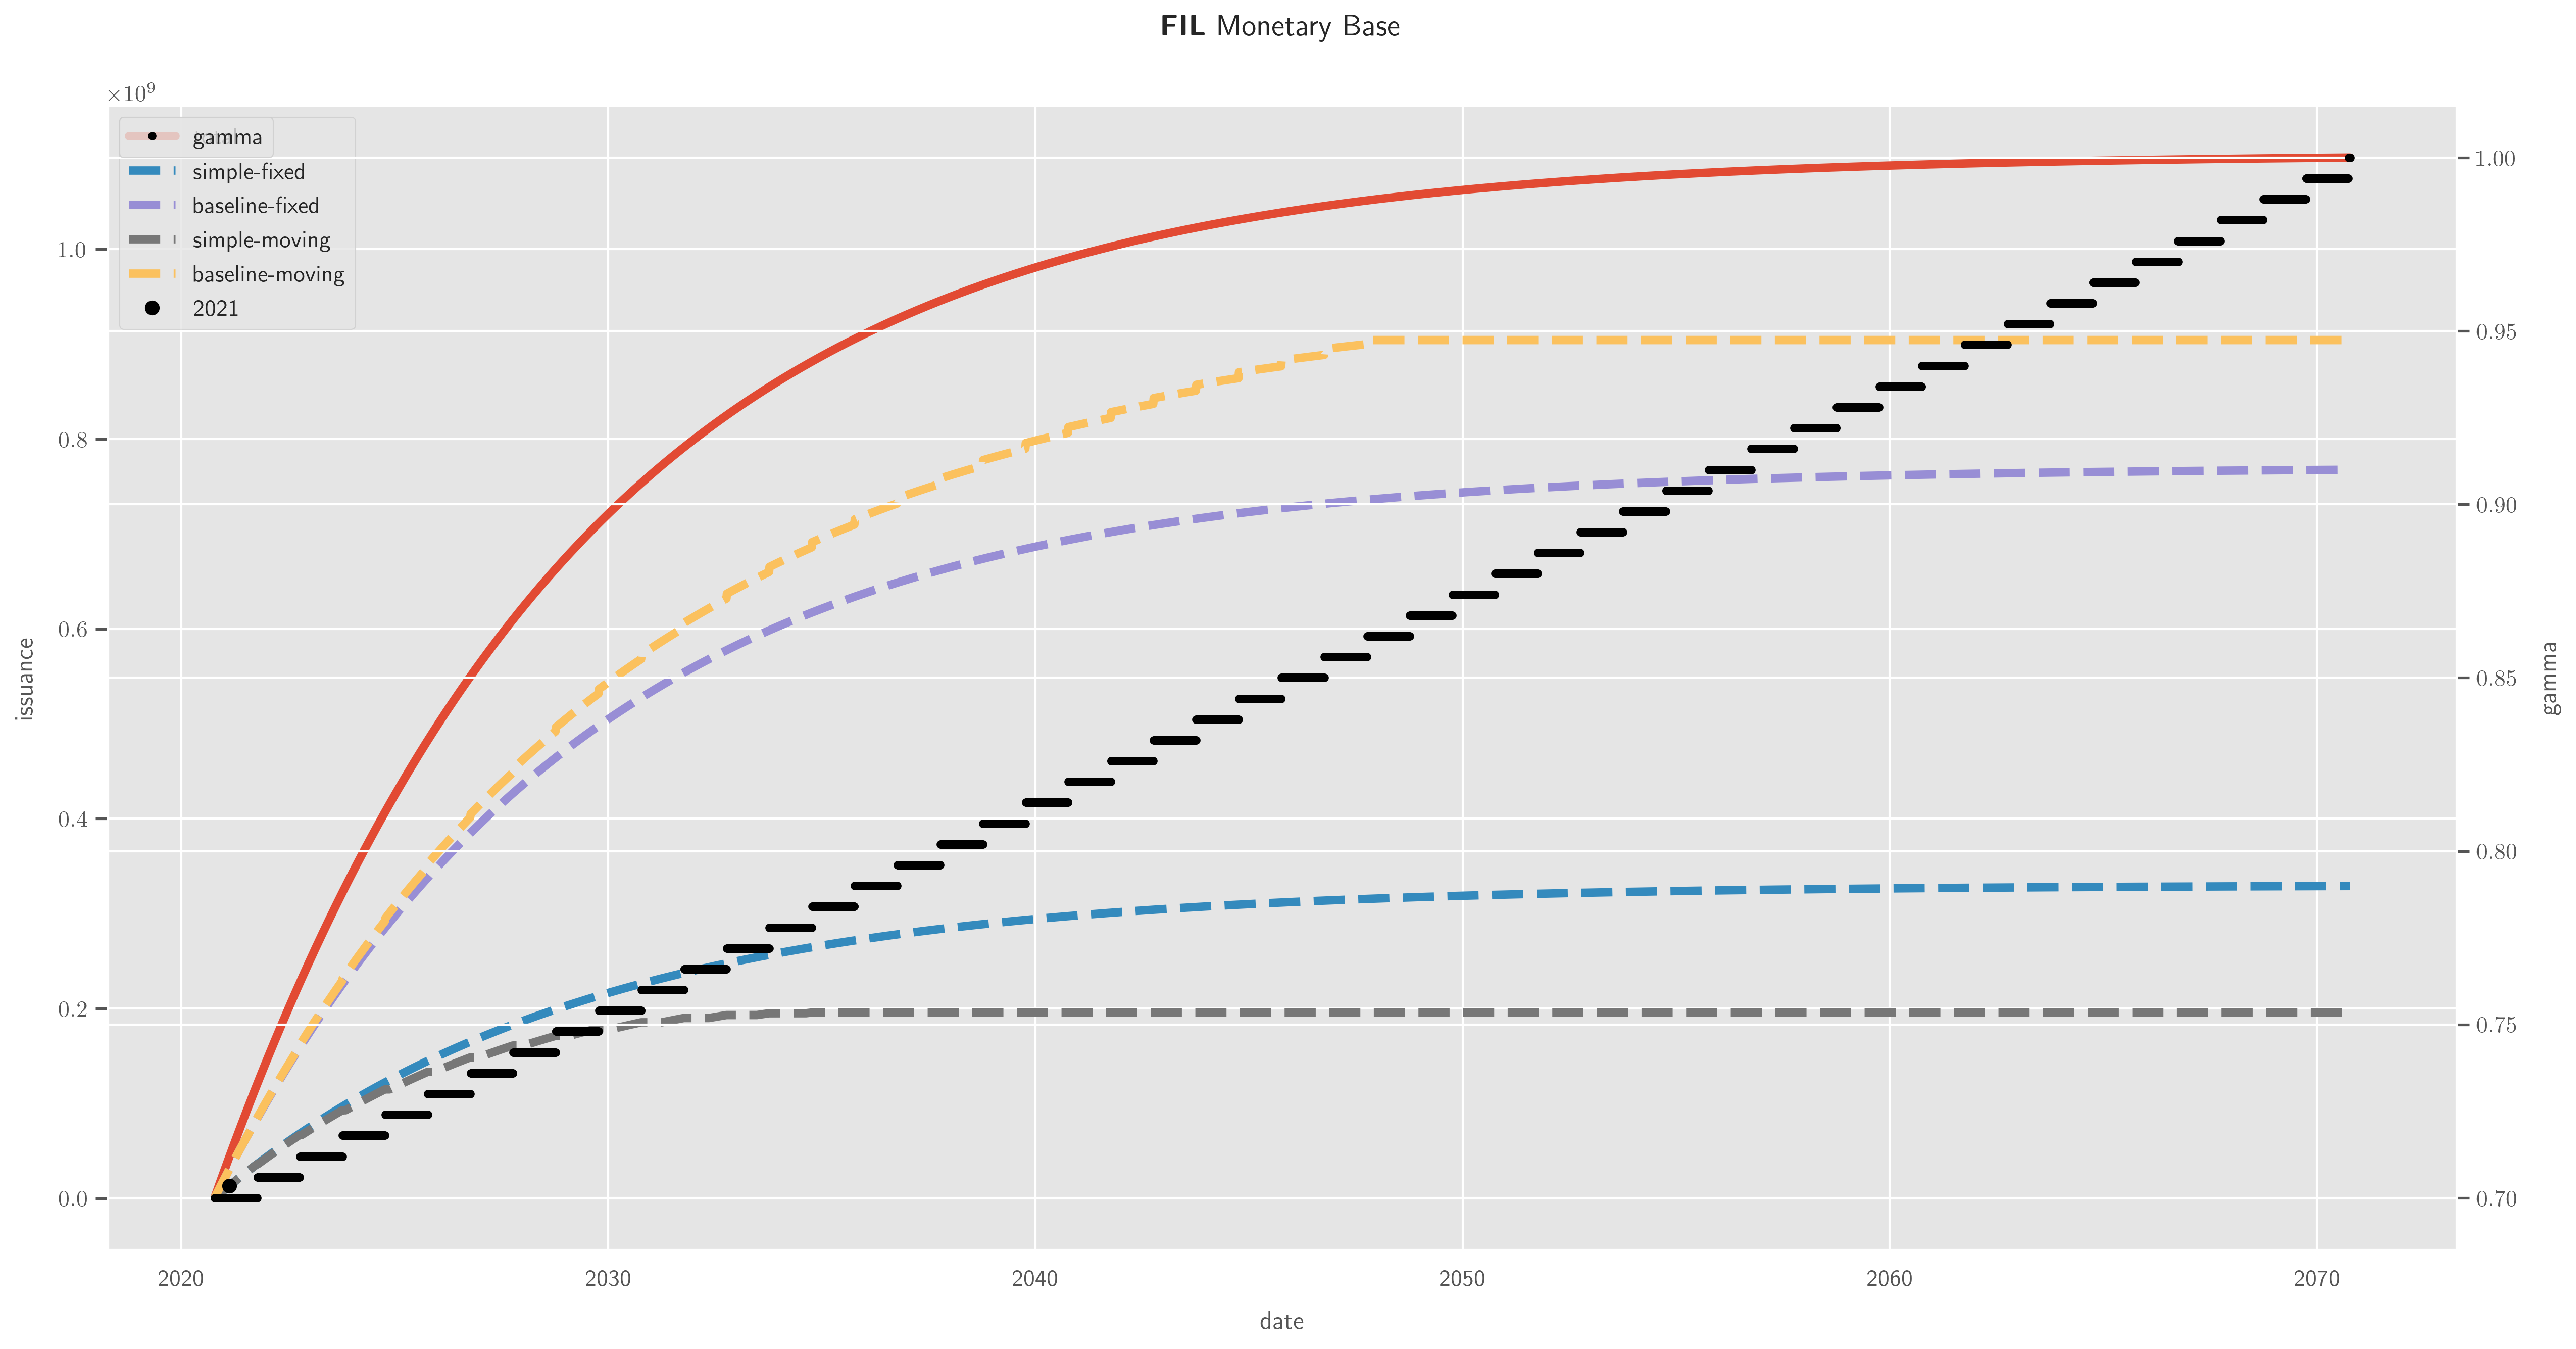 FIL Monetary Base
×10⁹
gamma
simple-fixed
baseline-fixed
simple-moving
baseline-moving
2021
1.0
0.8
0.6
0.4
0.2
0.0
issuance
1.00
0.95
0.90
0.85
0.80
0.75
0.70
gamma
2020 2030 2040 2050 2060 2070
date